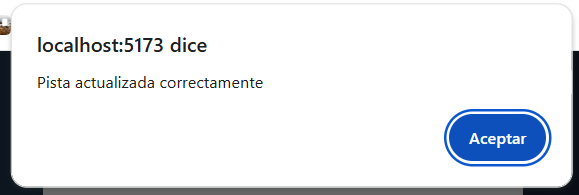 localhost:5173 dice
Pista actualizada correctamente
Aceptar